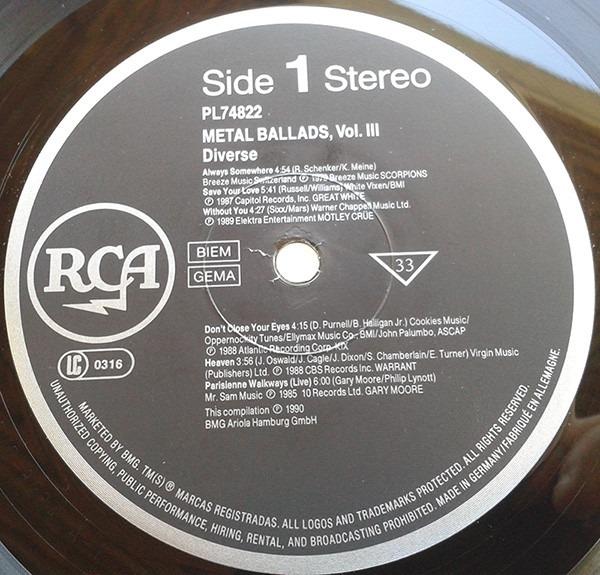 Side 1 Stereo
PL74822
METAL BALLADS, Vol. III
Diverse
Always Somewhere 4:54 (R. Schenker/K. Meine)
Breeze Music Switzerland ℗ 1979 Breeze Music SCORPIONS
Save Your Love 5:41 (Russell/Williams) White Vixen/BMI
℗ 1987 Capitol Records, Inc. GREAT WHITE
Without You 4:27 (Sixx/Mars) Warner Chappell Music Ltd.
℗ 1989 Elektra Entertainment MÖTLEY CRÜE
RCA
BIEM
GEMA
33
LC 0316
Don't Close Your Eyes 4:15 (D. Purnell/B. Halligan Jr.) Cookies Music/
Oppernockity Tunes/Ellymax Music Co., BMI/John Palumbo, ASCAP
℗ 1988 Atlantic Recording Corp. KIX
Heaven 3:56 (J. Oswald/J. Cagle/J. Dixon/S. Chamberlain/E. Turner) Virgin Music
(Publishers) Ltd. ℗ 1988 CBS Records Inc. WARRANT
Parisienne Walkways (Live) 6:00 (Gary Moore/Philip Lynott)
Mr. Sam Music ℗ 1985 10 Records Ltd. GARY MOORE
This compilation ℗ 1990
BMG Ariola Hamburg GmbH
MARKETED BY BMG. TM(S) ® MARCAS REGISTRADAS. ALL LOGOS AND TRADEMARKS PROTECTED. ALL RIGHTS RESERVED.
UNAUTHORIZED COPYING, PUBLIC PERFORMANCE, HIRING, RENTAL, AND BROADCASTING PROHIBITED. MADE IN GERMANY/FABRIQUÉ EN ALLEMAGNE.